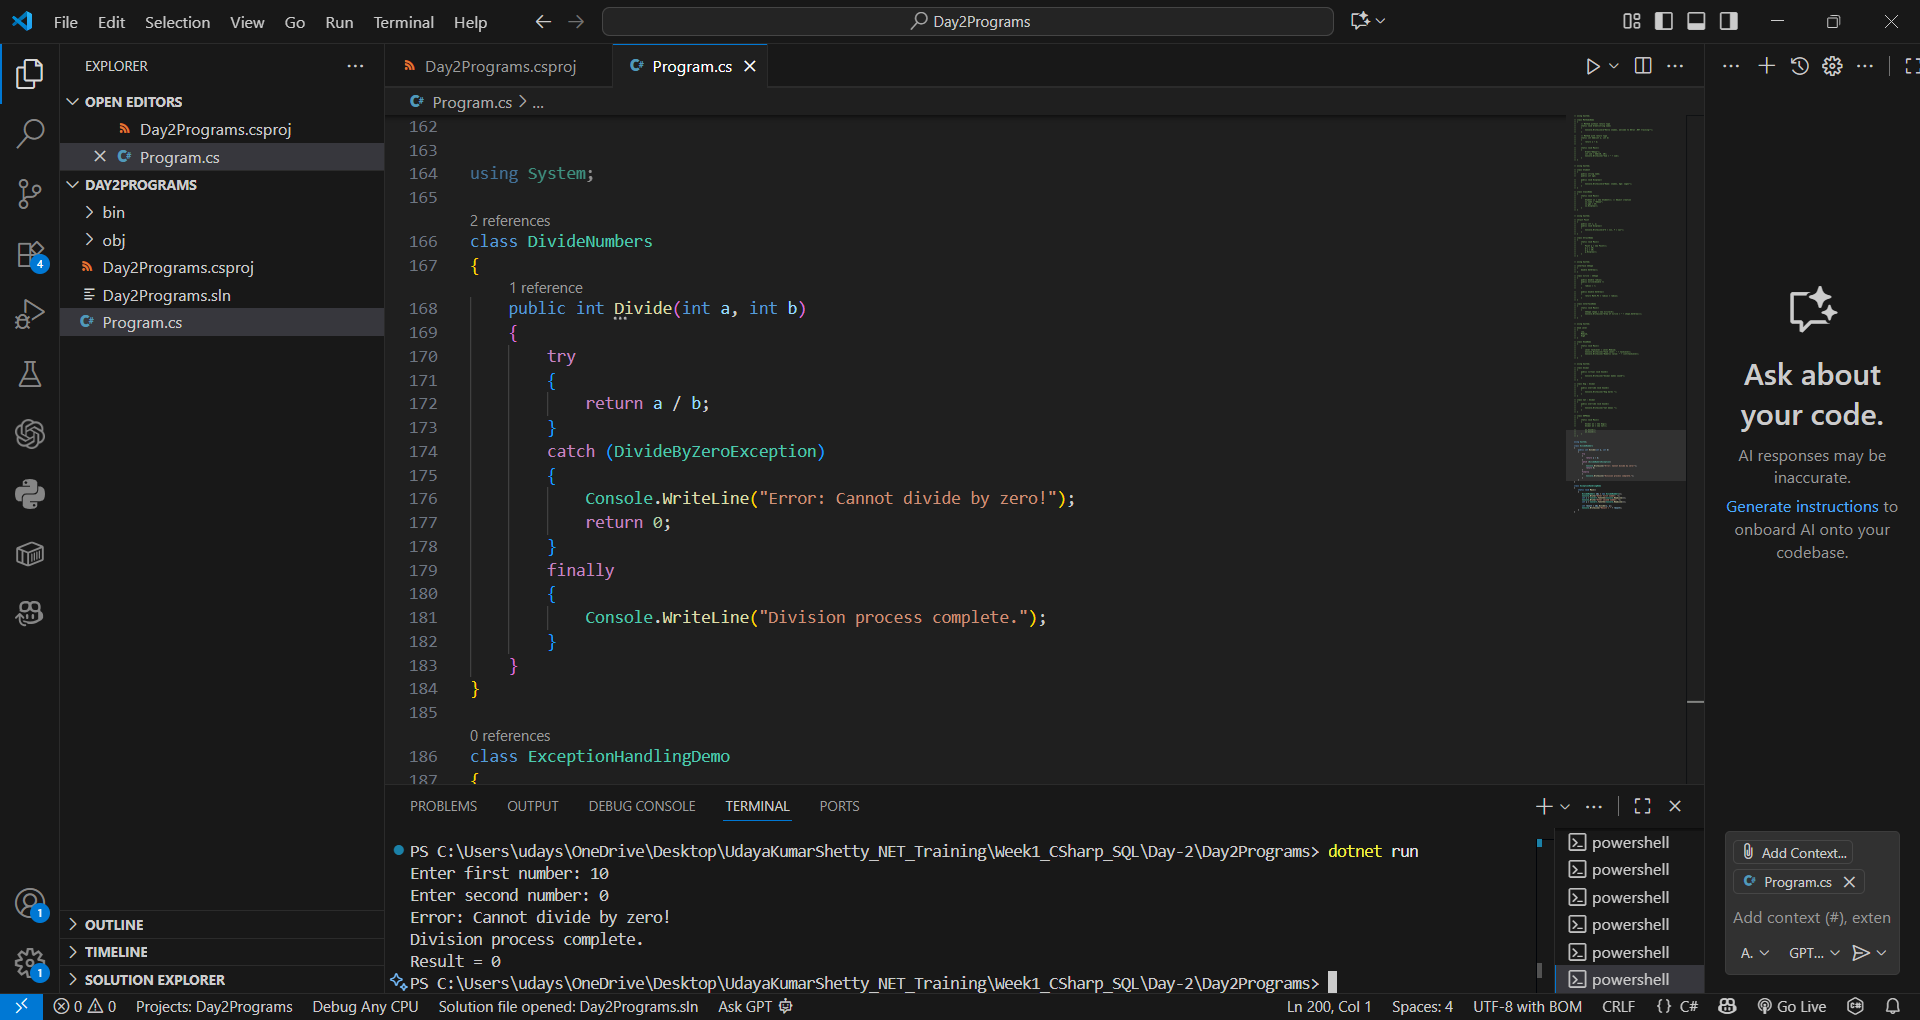 File Edit Selection View Go Run Terminal Help
Day2Programs
EXPLORER
OPEN EDITORS
Day2Programs.csproj
Program.cs
DAY2PROGRAMS
bin
obj
Day2Programs.csproj
Day2Programs.sln
Program.cs
4
1
1
OUTLINE
TIMELINE
SOLUTION EXPLORER
Day2Programs.csproj Program.cs
Program.cs > ...
162
163
164 using System;
165
2 references
166 class DivideNumbers
167 {
1 reference
168 public int Divide(int a, int b)
169 {
170 try
171 {
172 return a / b;
173 }
174 catch (DivideByZeroException)
175 {
176 Console.WriteLine("Error: Cannot divide by zero!");
177 return 0;
178 }
179 finally
180 {
181 Console.WriteLine("Division process complete.");
182 }
183 }
184 }
185
0 references
186 class ExceptionHandlingDemo
187 {
PROBLEMS OUTPUT DEBUG CONSOLE TERMINAL PORTS
PS C:\Users\udays\OneDrive\Desktop\UdayaKumarShetty_NET_Training\Week1_CSharp_SQL\Day-2\Day2Programs> dotnet run
Enter first number: 10
Enter second number: 0
Error: Cannot divide by zero!
Division process complete.
Result = 0
PS C:\Users\udays\OneDrive\Desktop\UdayaKumarShetty_NET_Training\Week1_CSharp_SQL\Day-2\Day2Programs>
powershell
powershell
powershell
powershell
powershell
powershell
Ask about
your code.
AI responses may be
inaccurate.
Generate instructions to
onboard AI onto your
codebase.
Add Context...
Program.cs
Add context (#), exten
A. GPT...
0 0 Projects: Day2Programs Debug Any CPU Solution file opened: Day2Programs.sln Ask GPT Ln 200, Col 1 Spaces: 4 UTF-8 with BOM CRLF {} C# Go Live